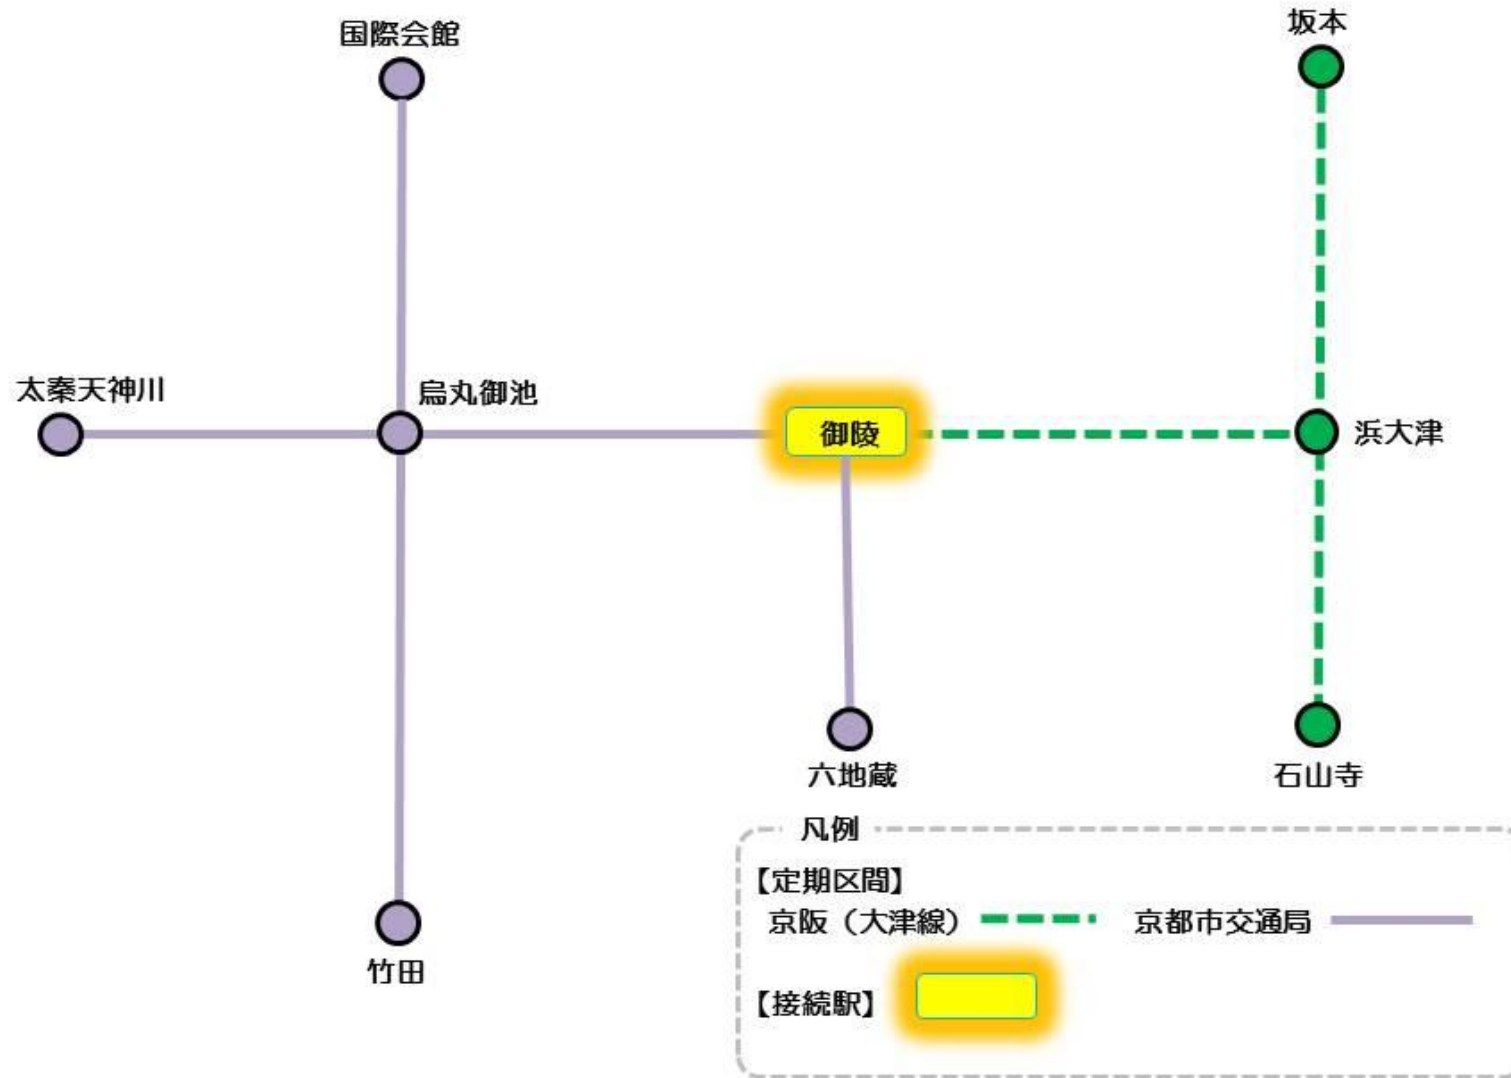 国際会館
坂本
太秦天神川
烏丸御池
御陵
浜大津
六地蔵
石山寺
竹田
凡例
【定期区間】
京阪（大津線） 京都市交通局
【接続駅】